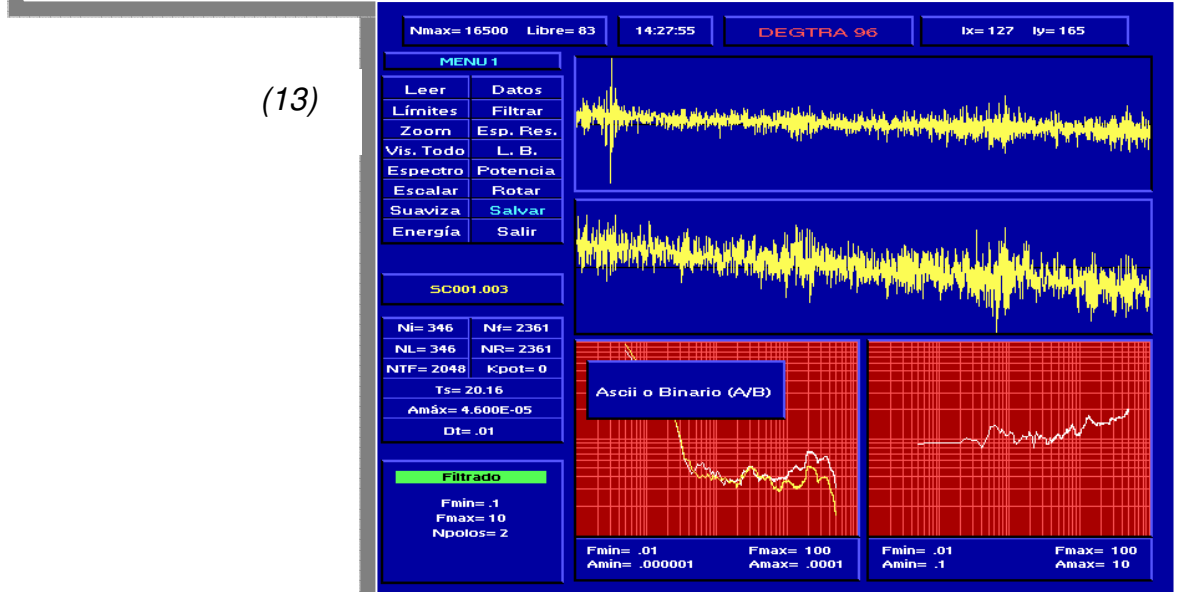 (13)
Nmax= 16500 Libre= 83
14:27:55
DEGTRA 96
Ix= 127 Iy= 165
MENU 1
Leer Datos
Límites Filtrar
Zoom Esp. Res.
Vis. Todo L. B.
Espectro Potencia
Escalar Rotar
Suaviza Salvar
Energía Salir
SC001.003
Ni= 346 Nf= 2361
NL= 346 NR= 2361
NTF= 2048 Kpot= 0
Ts= 20.16
Amáx= 4.600E-05
Dt= .01
Filtrado
Fmin= .1
Fmax= 10
Npolos= 2
Ascii o Binario (A/B)
Fmin= .01 Fmax= 100
Amin= .000001 Amax= .0001
Fmin= .01 Fmax= 100
Amin= .1 Amax= 10